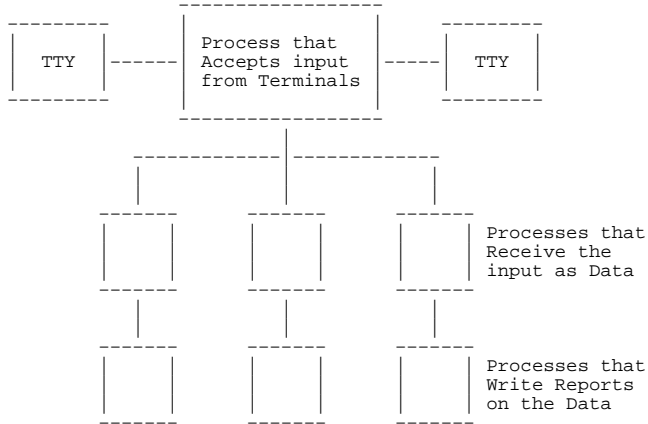 Process that
TTY
Accepts input
TTY
from Terminals
Processes that
Receive the
input as Data
Processes that
Write Reports
on the Data